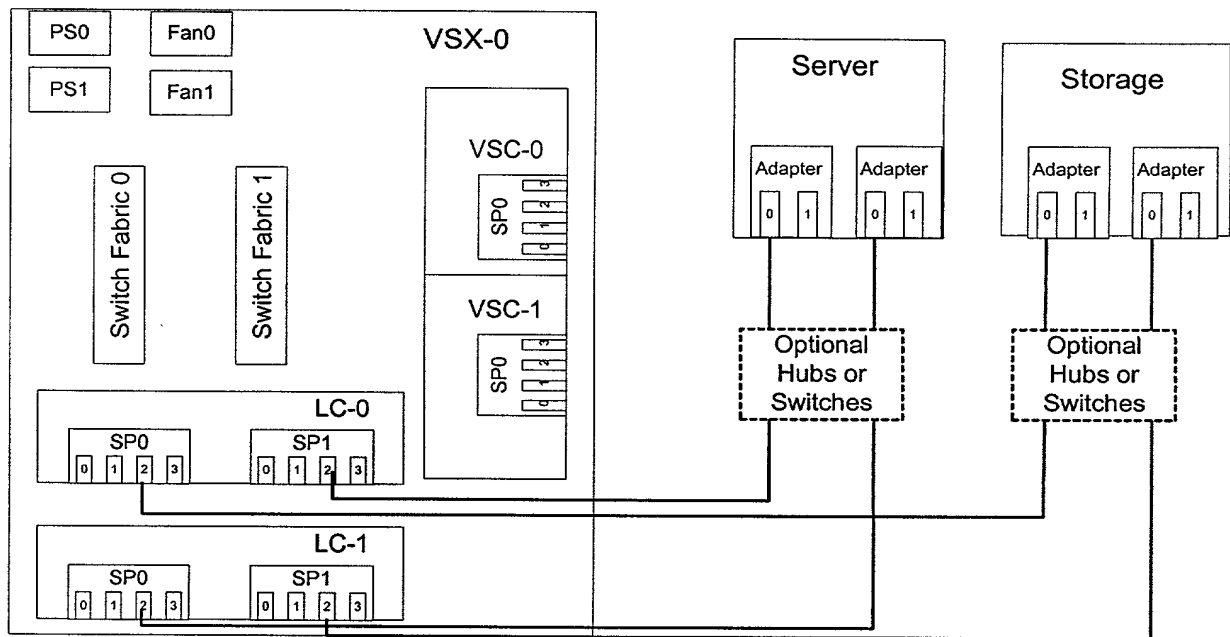 PS0
Fan0
VSX-0
PS1
Fan1
Switch Fabric 0
Switch Fabric 1
VSC-0
SP0
3
2
1
0
VSC-1
SP0
3
2
1
0
LC-0
SP0
0 1 2 3
SP1
0 1 2 3
LC-1
SP0
0 1 2 3
SP1
0 1 2 3
Server
Adapter
0 1
Adapter
0 1
Optional
Hubs or
Switches
Storage
Adapter
0 1
Adapter
0 1
Optional
Hubs or
Switches